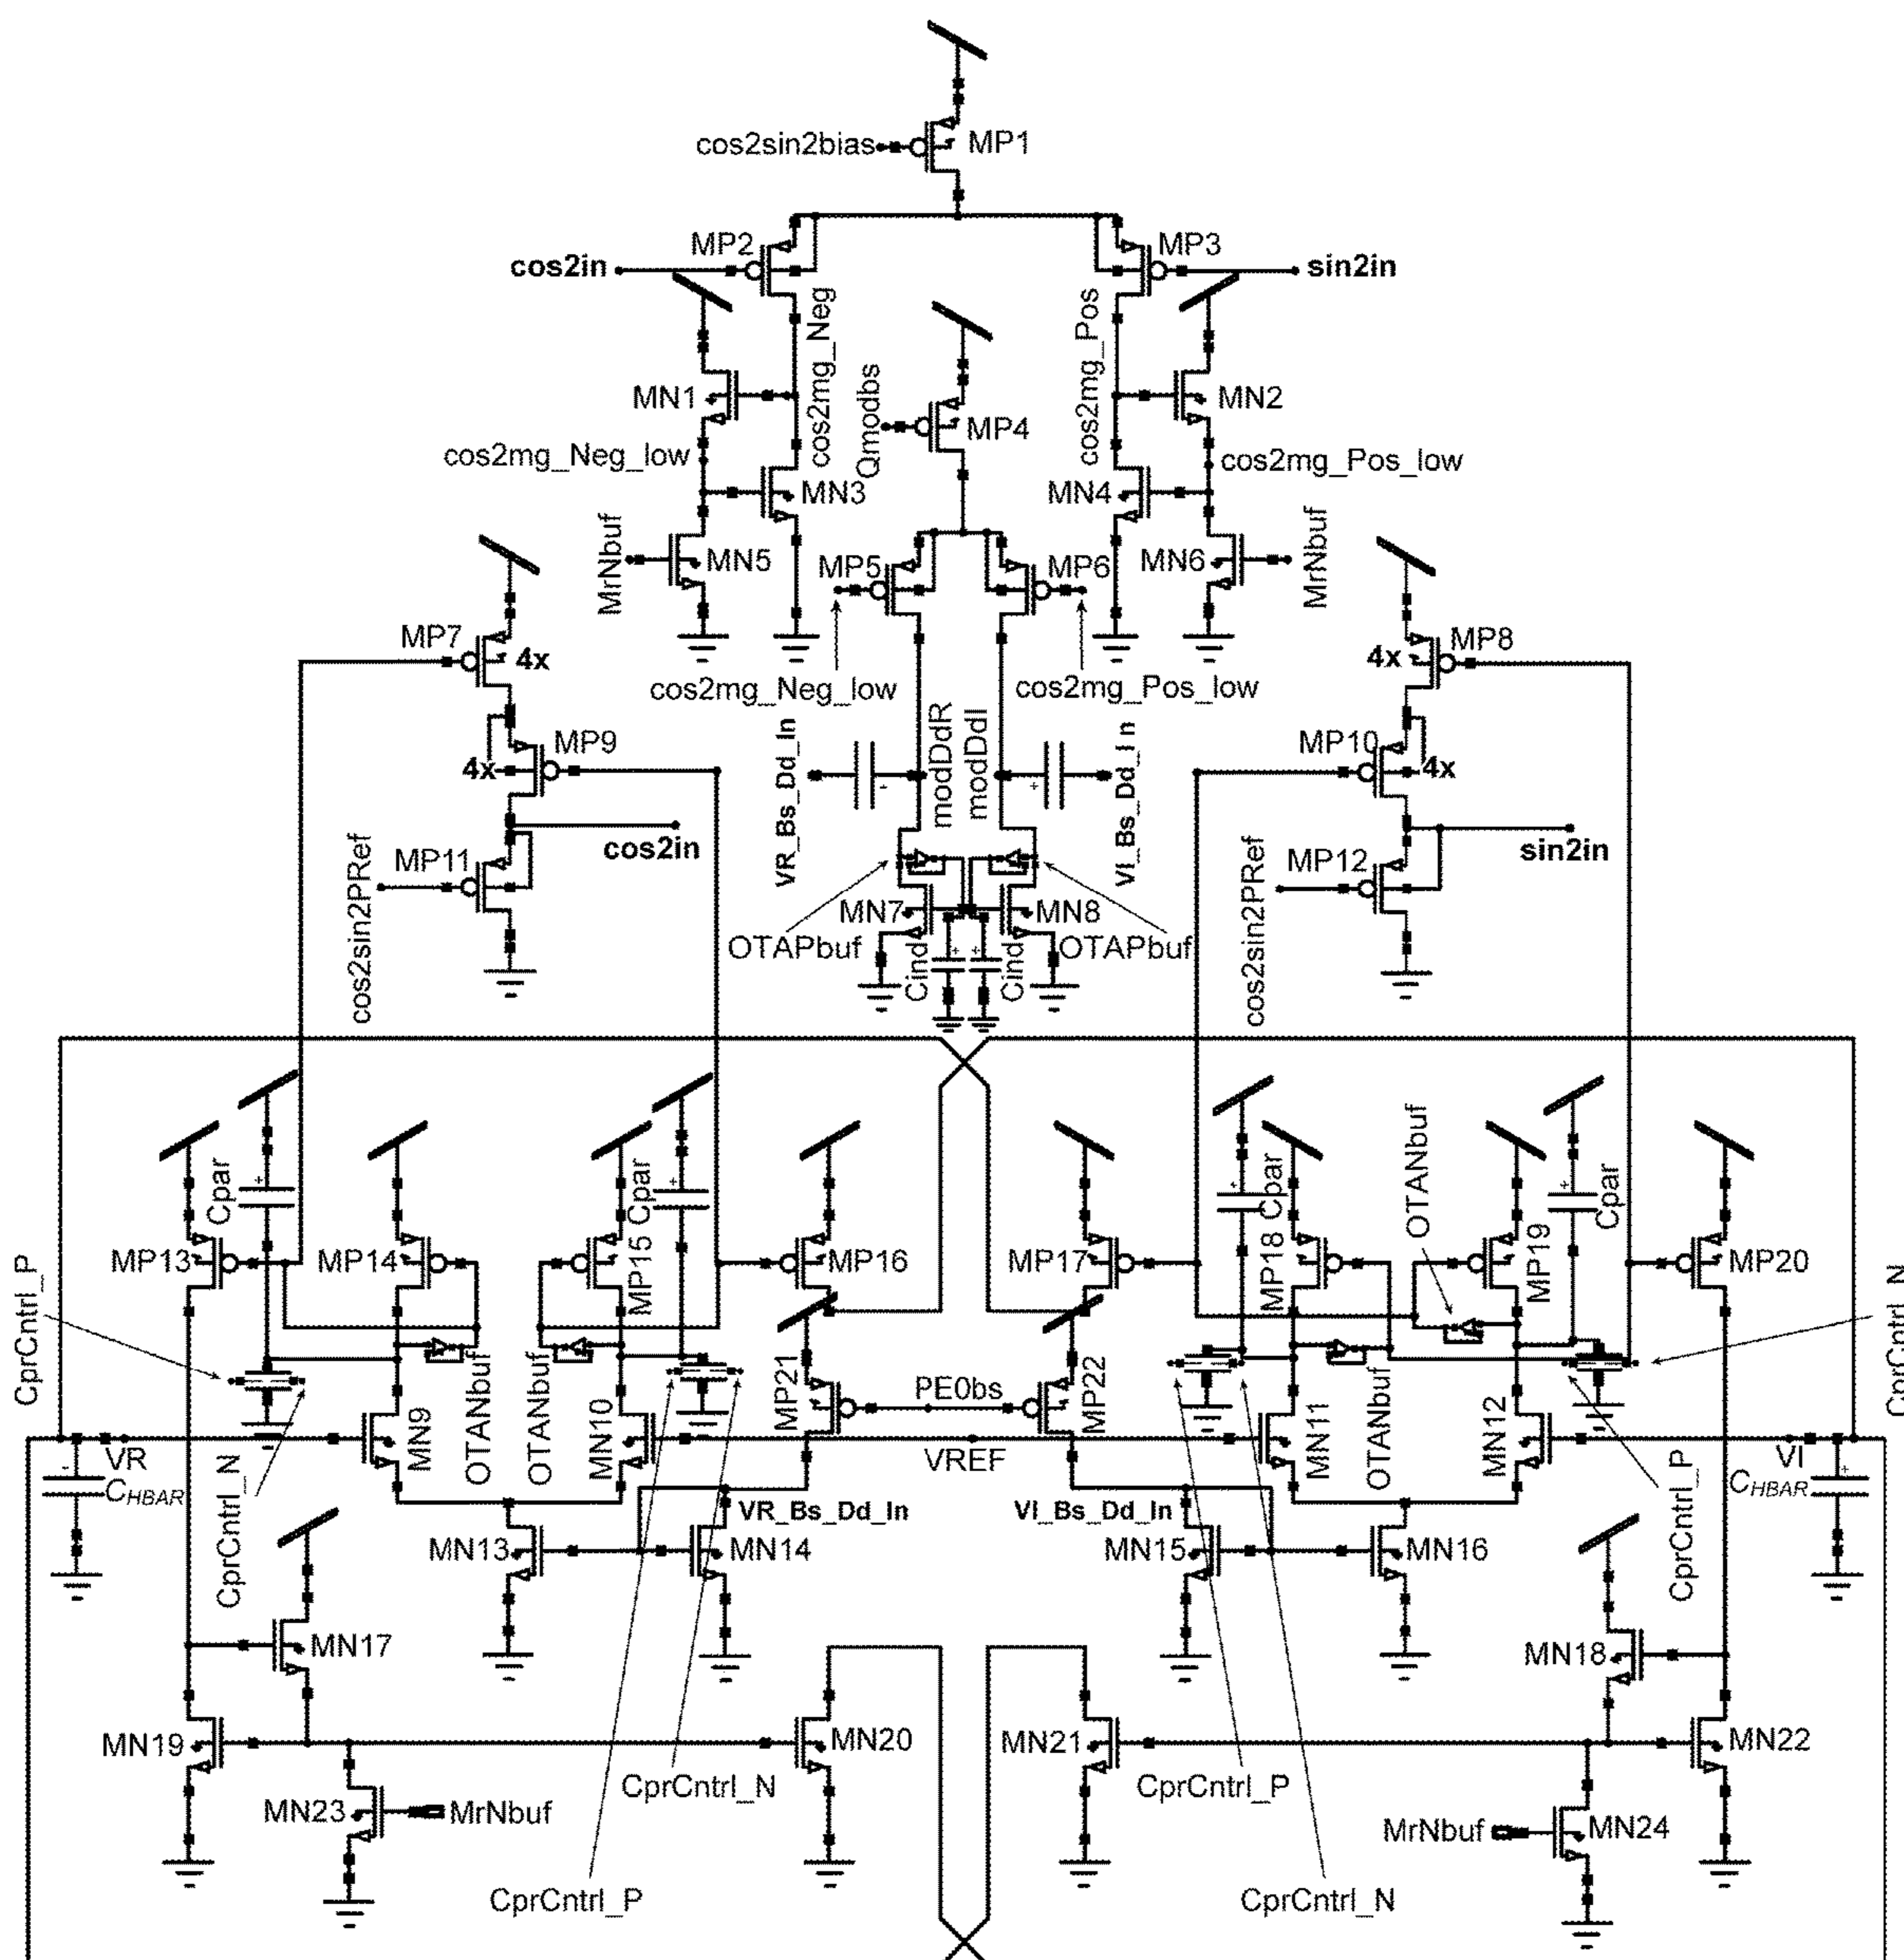 MP1
cos2sin2bias
MP2
MP3
cos2in
sin2in
cos2mg_Neg
cos2mg_Pos
MN1
MN2
Qmodbs
MP4
cos2mg_Neg_low
cos2mg_Pos_low
MN3
MN4
MrNbuf
MN5
MP5
MP6
MN6
MrNbuf
MP7
4x
MP8
4x
cos2mg_Neg_low
cos2mg_Pos_low
VR_Bs_Dd_In
modDdR
modDdI
VI_Bs_Dd_I n
MP9
4x
MP10
4x
cos2in
sin2in
cos2sin2PRef
MP11
cos2sin2PRef
MP12
MN7
MN8
OTAPbuf
OTAPbuf
Cind
Cind
Cpar
Cpar
Cpar
Cpar
OTANbuf
MP13
MP14
MP15
MP16
MP17
MP18
MP19
MP20
CprCntrl_P
CprCntrl_N
OTANbuf
OTANbuf
MP21
PE0bs
MP22
OTANbuf
MN9
MN10
MN11
MN12
VR
VREF
VI
CHBAR
CHBAR
CprCntrl_N
CprCntrl_P
VR_Bs_Dd_In
VI_Bs_Dd_In
MN13
MN14
MN15
MN16
MN17
MN18
MN19
MN20
MN21
MN22
CprCntrl_N
CprCntrl_P
MN23
MrNbuf
MrNbuf
MN24
CprCntrl_P
CprCntrl_N